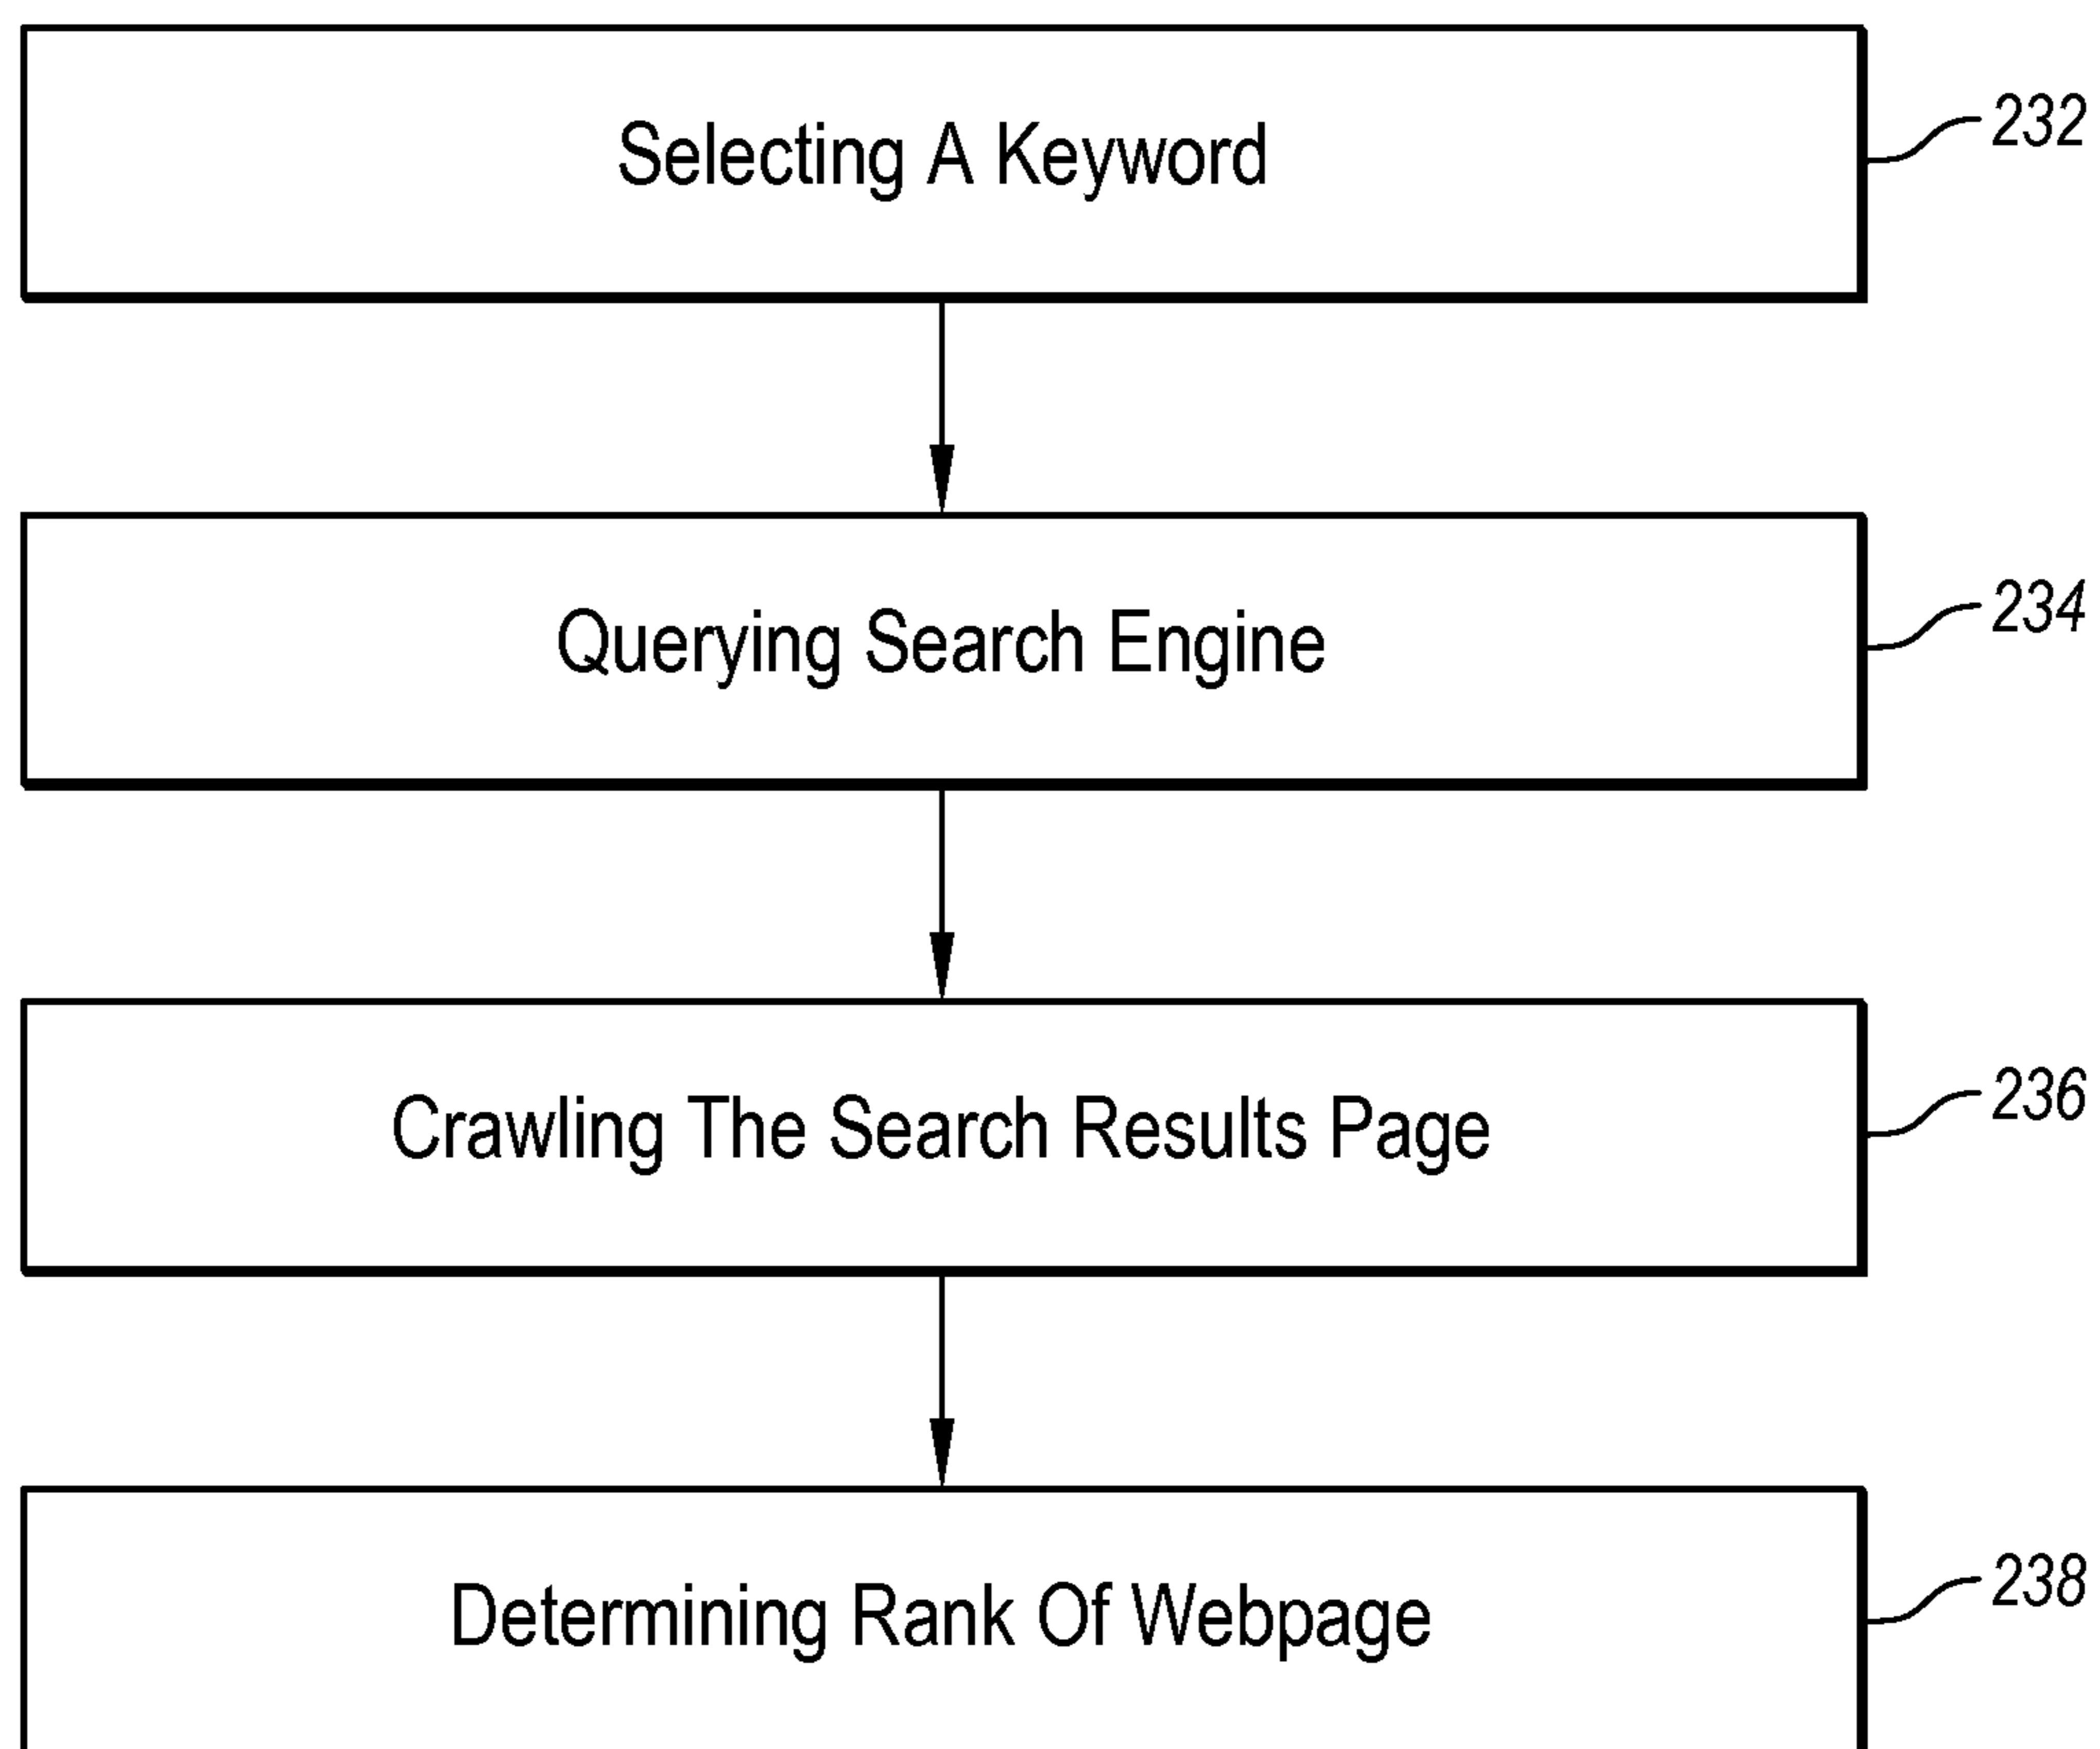 Selecting A Keyword
232
Querying Search Engine
234
Crawling The Search Results Page
236
Determining Rank Of Webpage
238